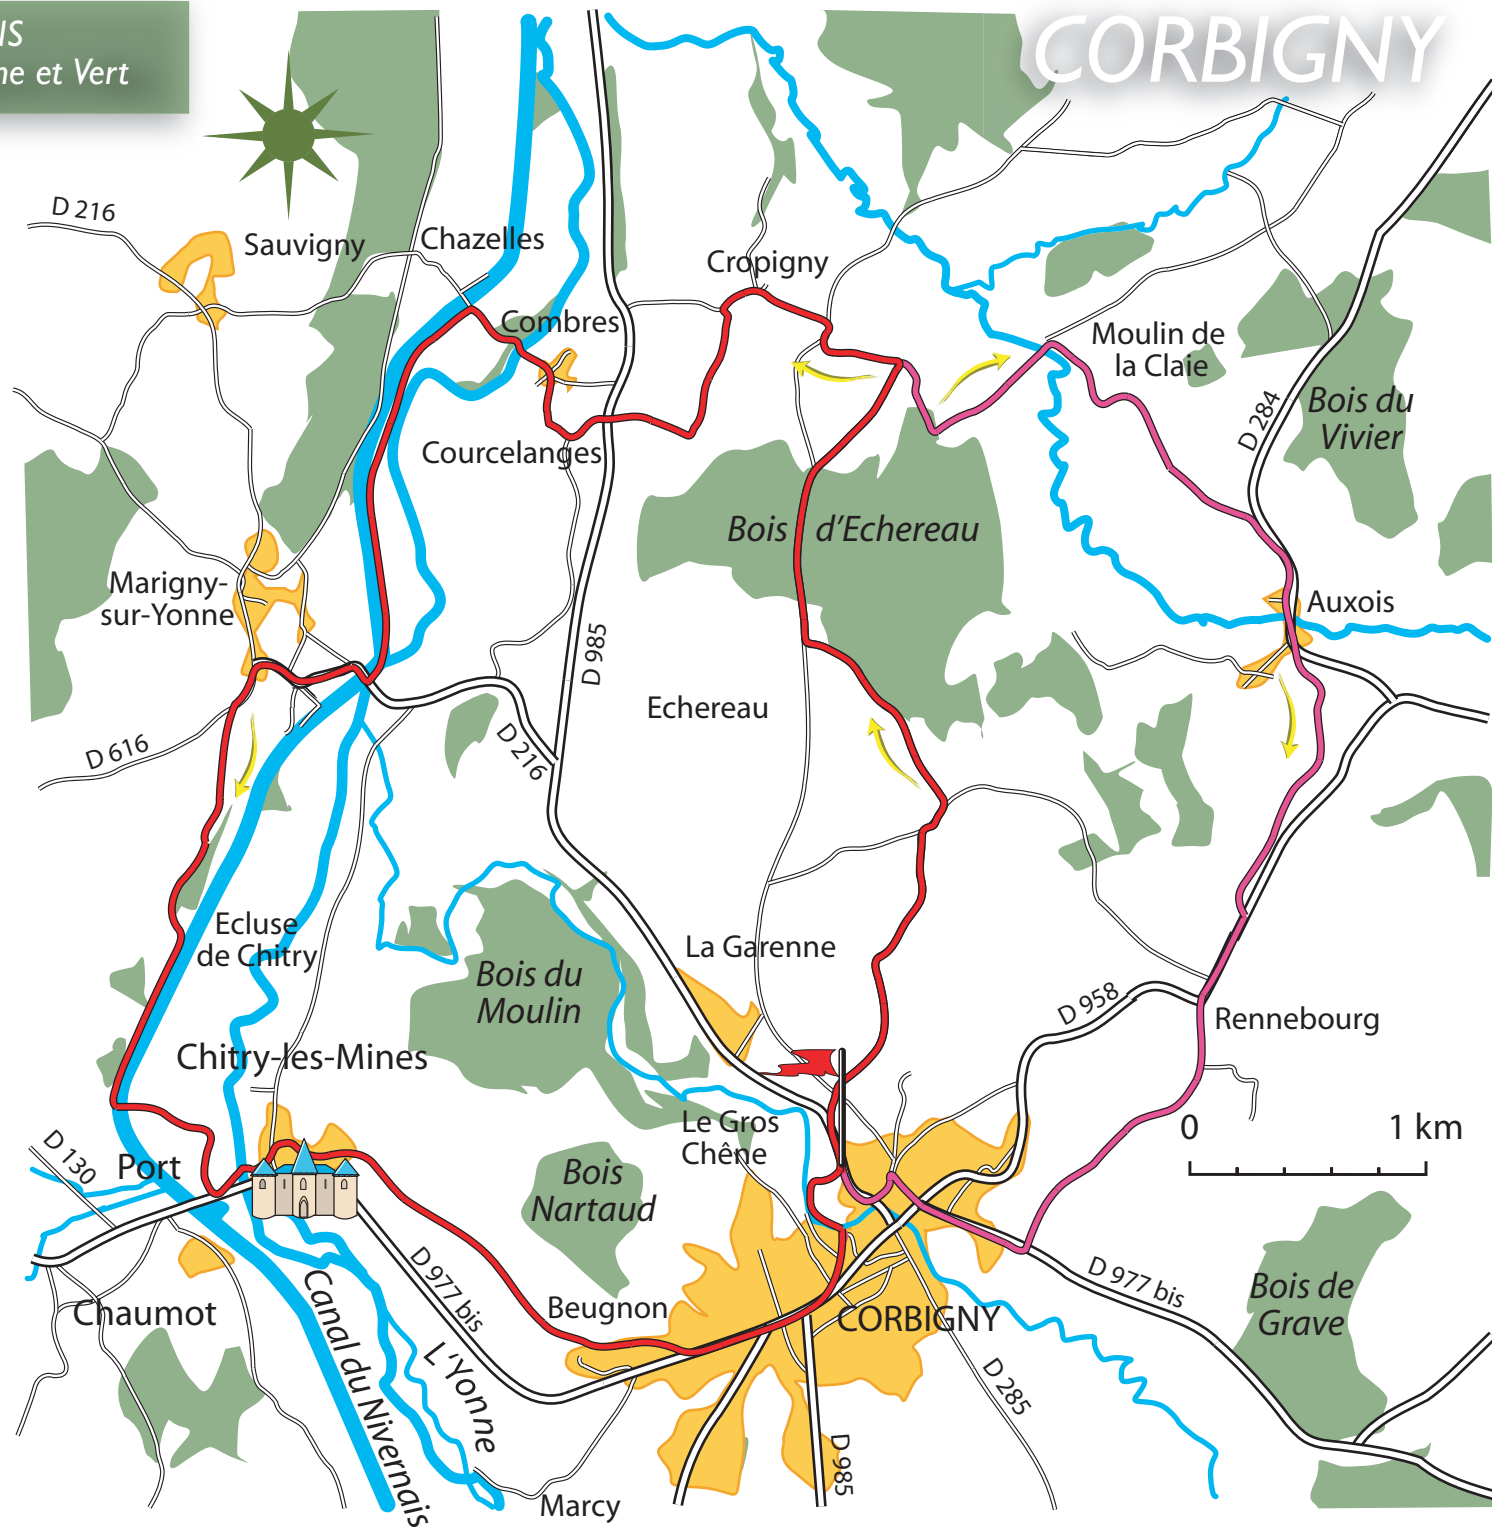 CORBIGNY
et Vert
D 216
Sauvigny
Chazelles
Cropigny
Combres
Moulin de
la Claie
D 284
Bois du
Vivier
Courcelanges
Bois d'Echereau
Marigny-
sur-Yonne
Auxois
D 985
Echereau
D 616
D 216
Ecluse
de Chitry
La Garenne
Bois du
Moulin
D 958
Rennebourg
Chitry-les-Mines
Le Gros
Chêne
0 1 km
D 130
Port
Bois
Nartaud
D 977 bis
D 977 bis
Bois de
Grave
Chaumot
Beugnon
CORBIGNY
Canal du Nivernais
L'Yonne
D 285
D 985
Marcy